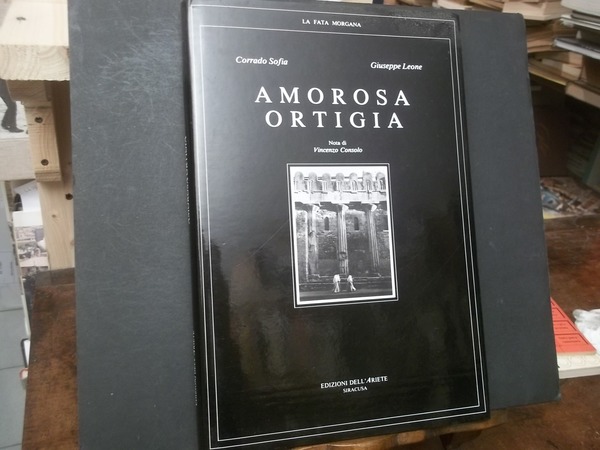 LA FATA MORGANA
Corrado Sofia
Giuseppe Leone
AMOROSA
ORTIGIA
Nota di
Vincenzo Consolo
EDIZIONI DELL'ARIETE
SIRACUSA